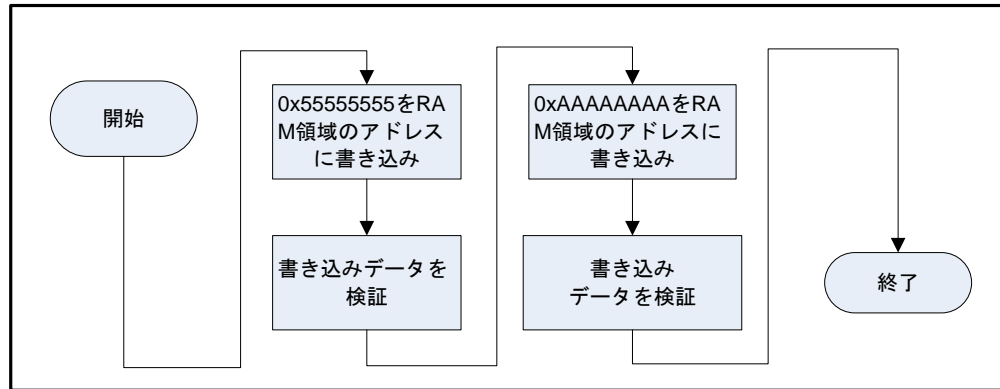 開始
0x55555555をRA
M領域のアドレス
に書き込み
書き込みデータを
検証
0xAAAAAAAAをRA
M領域のアドレスに
書き込み
書き込み
データを検証
終了